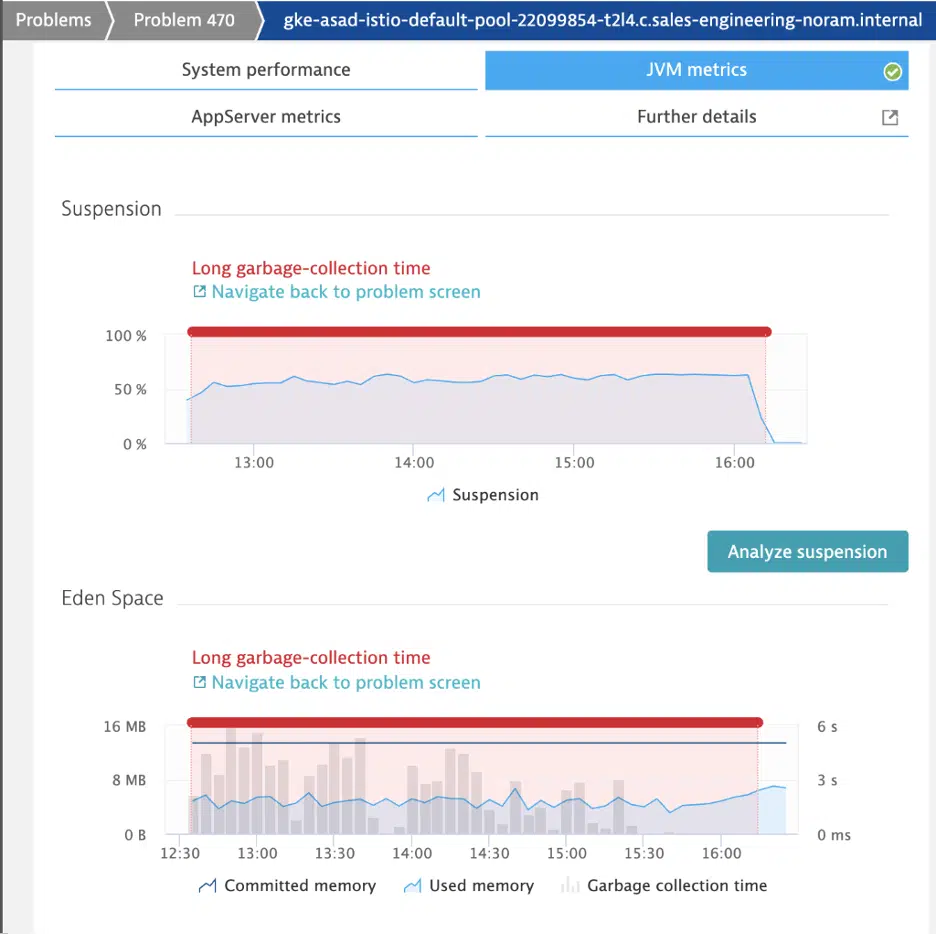 Problems Problem 470 gke-asad-istio-default-pool-22099854-t2l4.c.sales-engineering-noram.internal
System performance JVM metrics
AppServer metrics Further details
Suspension
Long garbage-collection time
Navigate back to problem screen
100 %
50 %
0 %
13:00 14:00 15:00 16:00
Suspension
Analyze suspension
Eden Space
Long garbage-collection time
Navigate back to problem screen
16 MB 6 s
8 MB 3 s
0 B 0 ms
12:30 13:00 13:30 14:00 14:30 15:00 15:30 16:00
Committed memory Used memory Garbage collection time